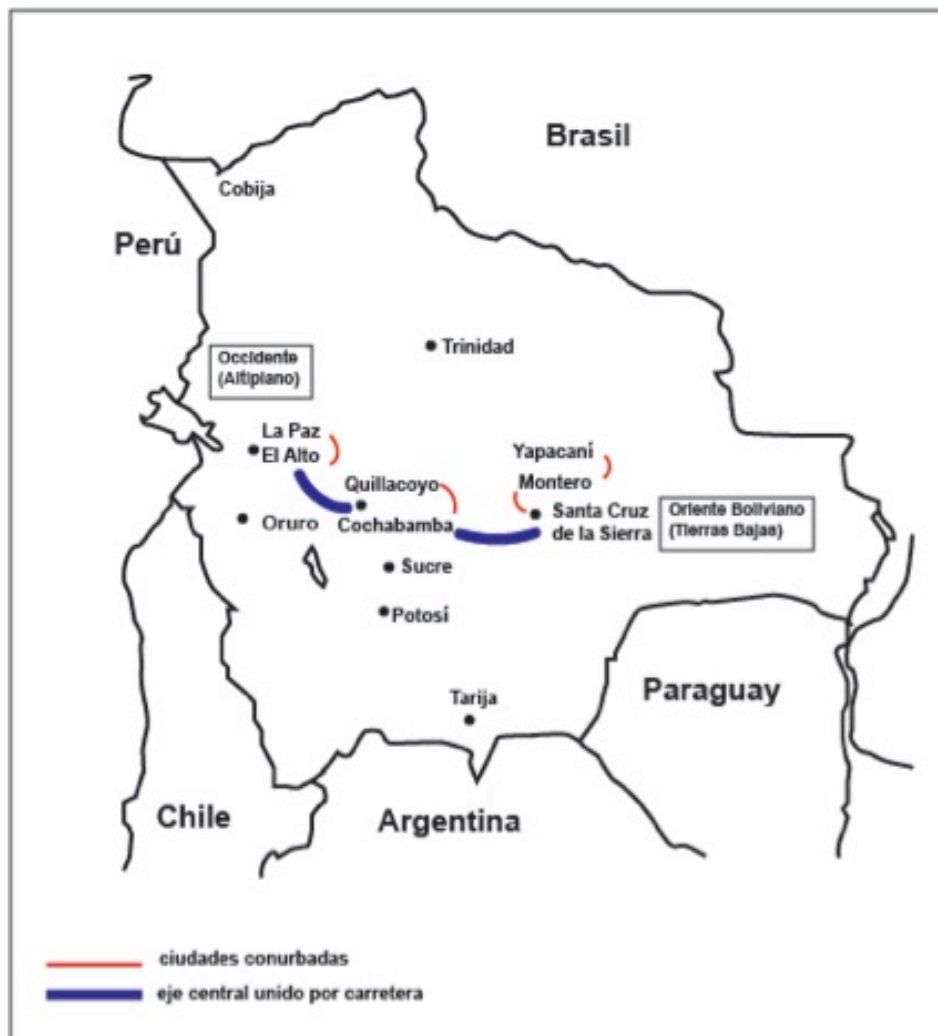 Brasil
Cobija
Perú
Trinidad
Occidente
(Altiplano)
La Paz
El Alto
Yapacaní
Quillacoyo
Montero
Oruro
Cochabamba
Santa Cruz
de la Sierra
Oriente Boliviano
(Tierras Bajas)
Sucre
Potosí
Tarija
Paraguay
Chile
Argentina
ciudades conurbadas
eje central unido por carretera